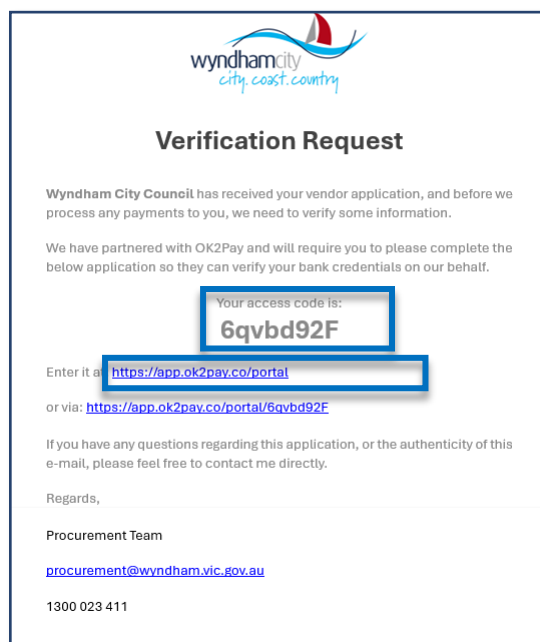 wyndhamcity
city. coast. country
Verification Request
Wyndham City Council has received your vendor application, and before we
process any payments to you, we need to verify some information.
We have partnered with OK2Pay and will require you to please complete the
below application so they can verify your bank credentials on our behalf.
Your access code is:
6qvbd92F
Enter it at https://app.ok2pay.co/portal
or via: https://app.ok2pay.co/portal/6qvbd92F
If you have any questions regarding this application, or the authenticity of this
e-mail, please feel free to contact me directly.
Regards,
Procurement Team
procurement@wyndham.vic.gov.au
1300 023 411